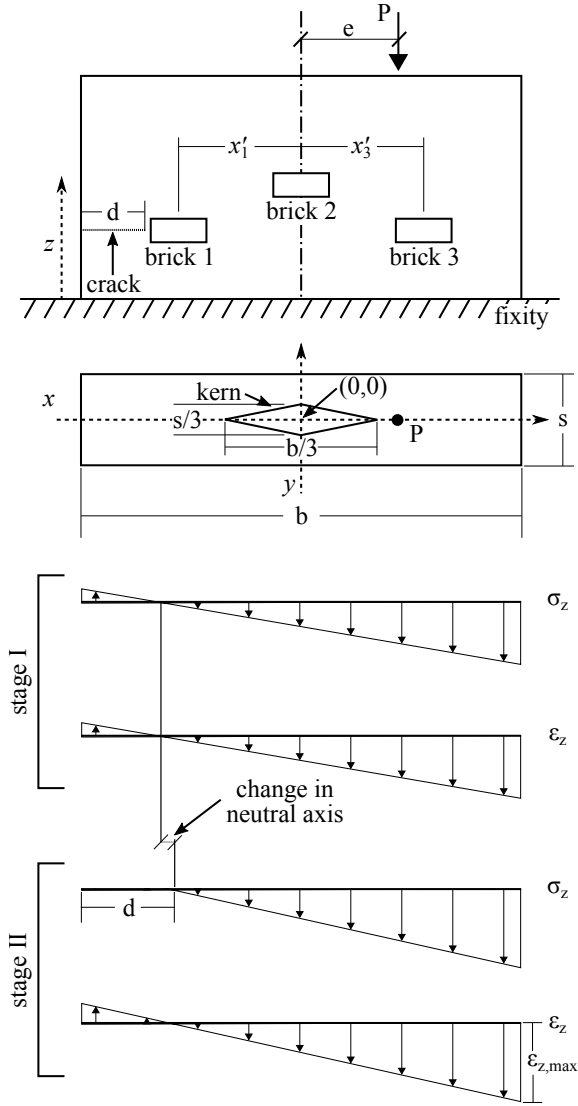 P
e
x′₁ x′₃
brick 2
d
z
brick 1 brick 3
crack
fixity
kern (0,0)
x
s/3 s
b/3 P
y
b
stage I
σz
εz
change in
neutral axis
stage II
σz
d
εz
εz,max